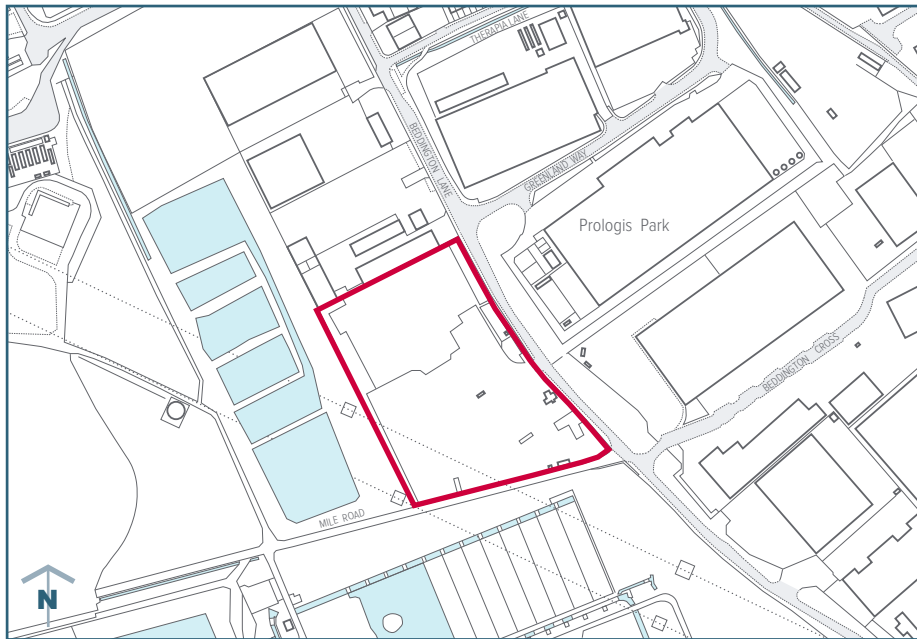 THERAPIA LANE
BEDDINGTON LANE
GREENLAND WAY
Prologis Park
BEDDINGTON CROSS
MILE ROAD
N